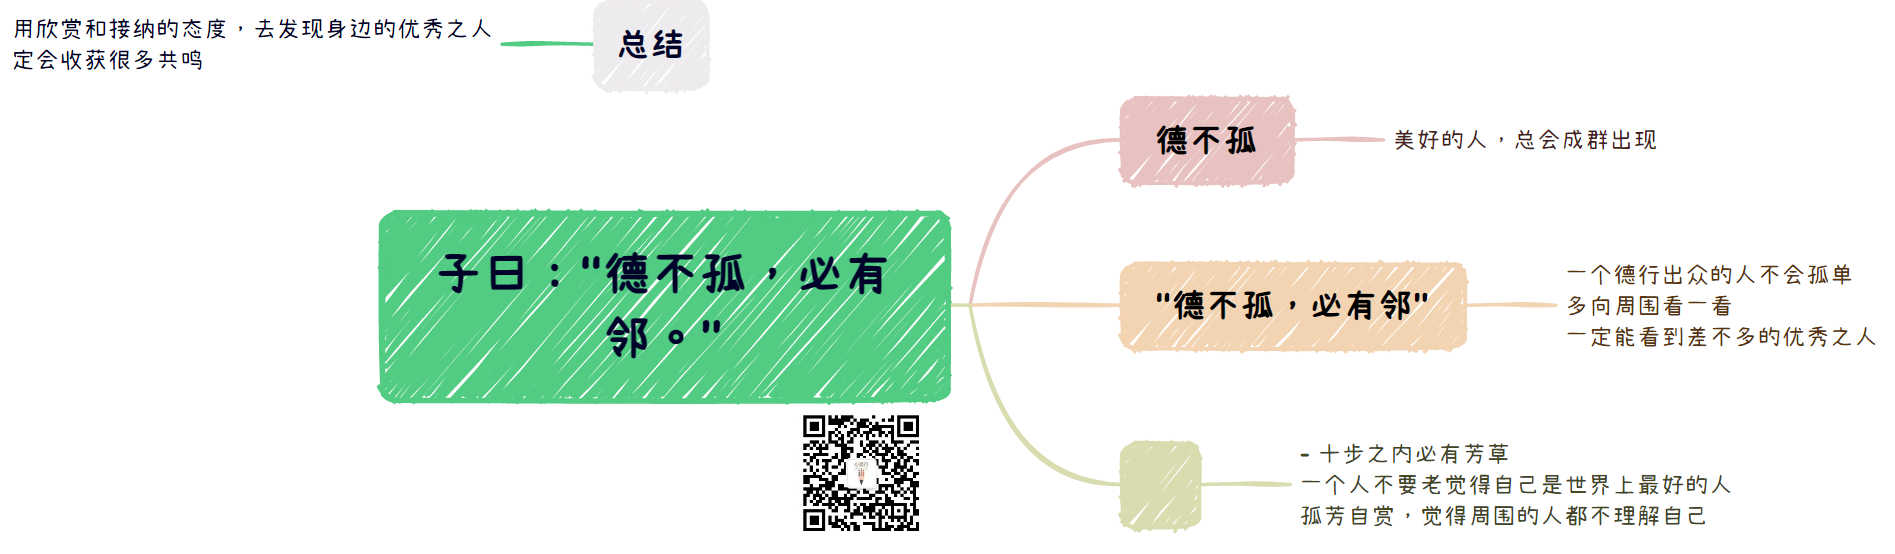 用欣赏和接纳的态度，去发现身边的优秀之人
定会收获很多共鸣
总结
德不孤
美好的人，总会成群出现
子曰："德不孤，必有
邻。"
"德不孤，必有邻"
一个德行出众的人不会孤单
多向周围看一看
一定能看到差不多的优秀之人
- 十步之内必有芳草
一个人不要老觉得自己是世界上最好的人
孤芳自赏，觉得周围的人都不理解自己